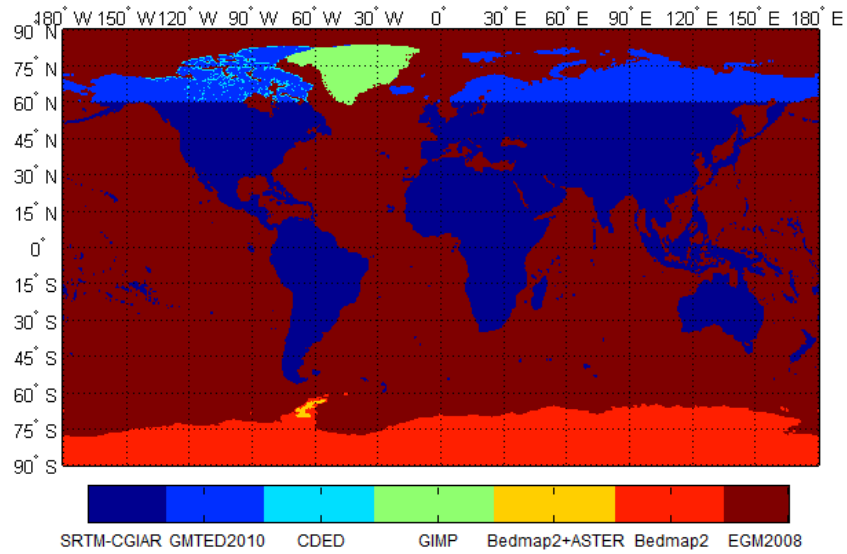 180° W 150° W 120° W 90° W 60° W 30° W 0° 30° E 60° E 90° E 120° E 150° E 180° E
90° N
75° N
60° N
45° N
30° N
15° N
0°
15° S
30° S
45° S
60° S
75° S
90° S
SRTM-CGIAR GMTED2010 CDED GIMP Bedmap2+ASTER Bedmap2 EGM2008